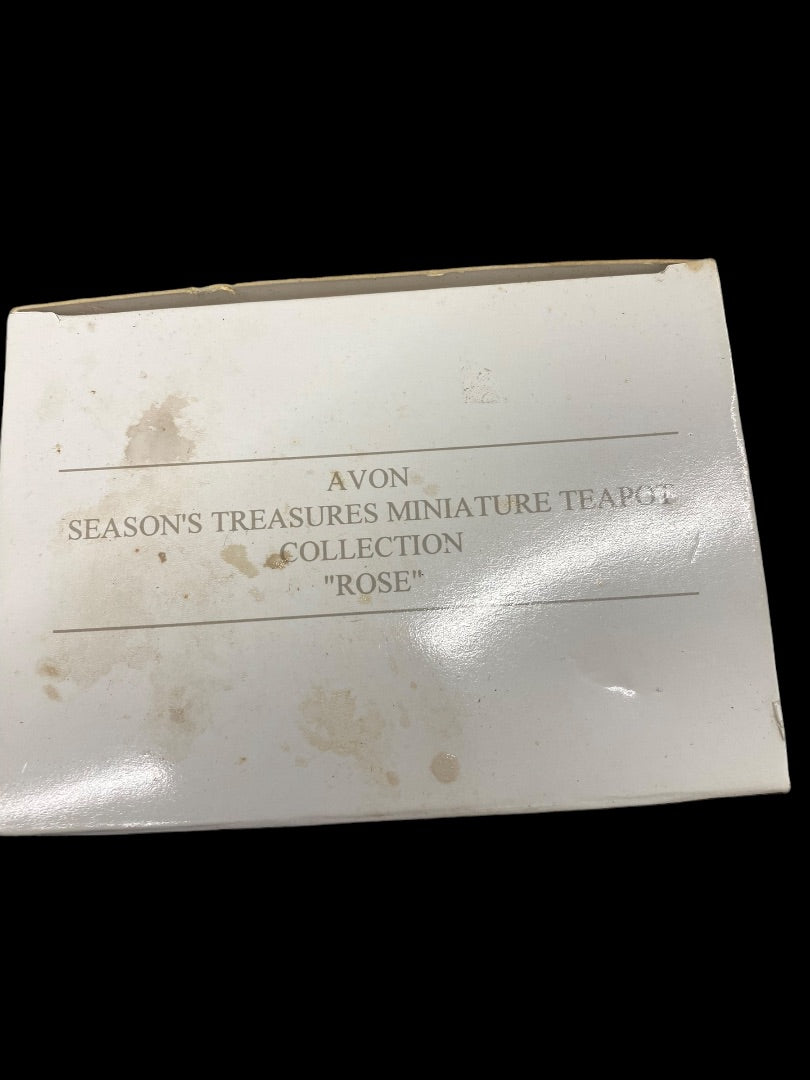 AVON
SEASON'S TREASURES MINIATURE TEAPOT
COLLECTION
"ROSE"